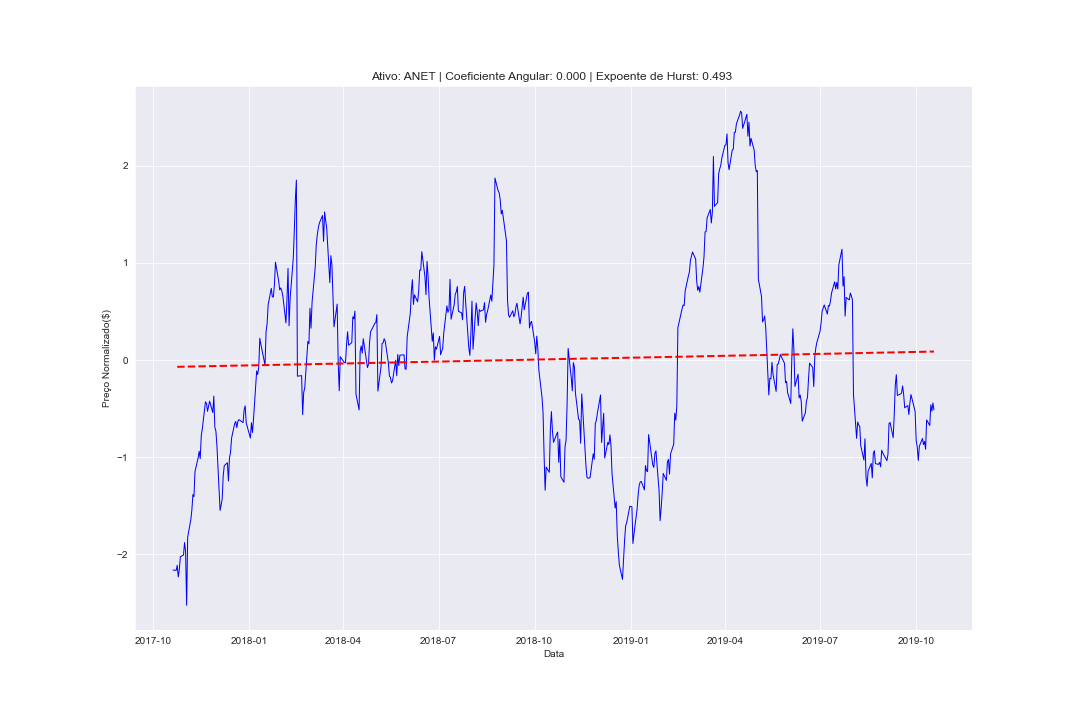 Ativo: ANET | Coeficiente Angular: 0.000 | Expoente de Hurst: 0.493
Preço Normalizado($)
2
1
0
−1
−2
2017-10 2018-01 2018-04 2018-07 2018-10 2019-01 2019-04 2019-07 2019-10
Data